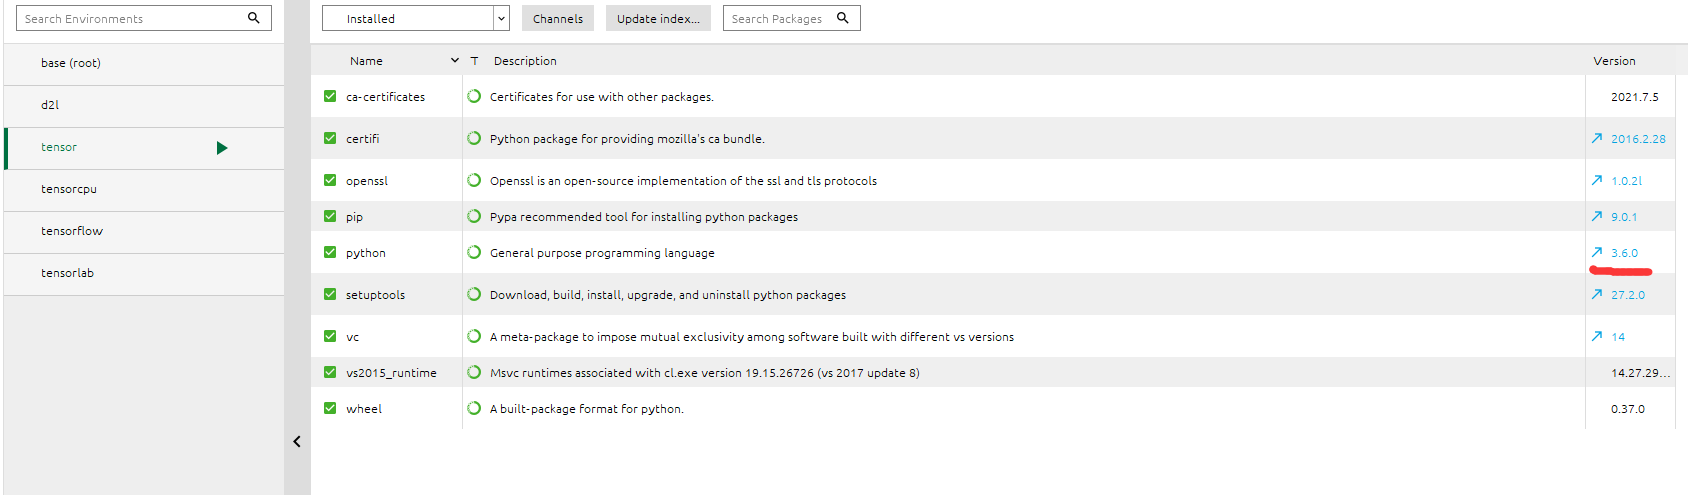 Search Environments
Installed
Channels
Update index...
Search Packages
base (root)
d2l
tensor
tensorcpu
tensorflow
tensorlab
Name T Description Version
ca-certificates Certificates for use with other packages. 2021.7.5
certifi Python package for providing mozilla's ca bundle. 2016.2.28
openssl Openssl is an open-source implementation of the ssl and tls protocols 1.0.2l
pip Pypa recommended tool for installing python packages 9.0.1
python General purpose programming language 3.6.0
setuptools Download, build, install, upgrade, and uninstall python packages 27.2.0
vc A meta-package to impose mutual exclusivity among software built with different vs versions 14
vs2015_runtime Msvc runtimes associated with cl.exe version 19.15.26726 (vs 2017 update 8) 14.27.29...
wheel A built-package format for python. 0.37.0